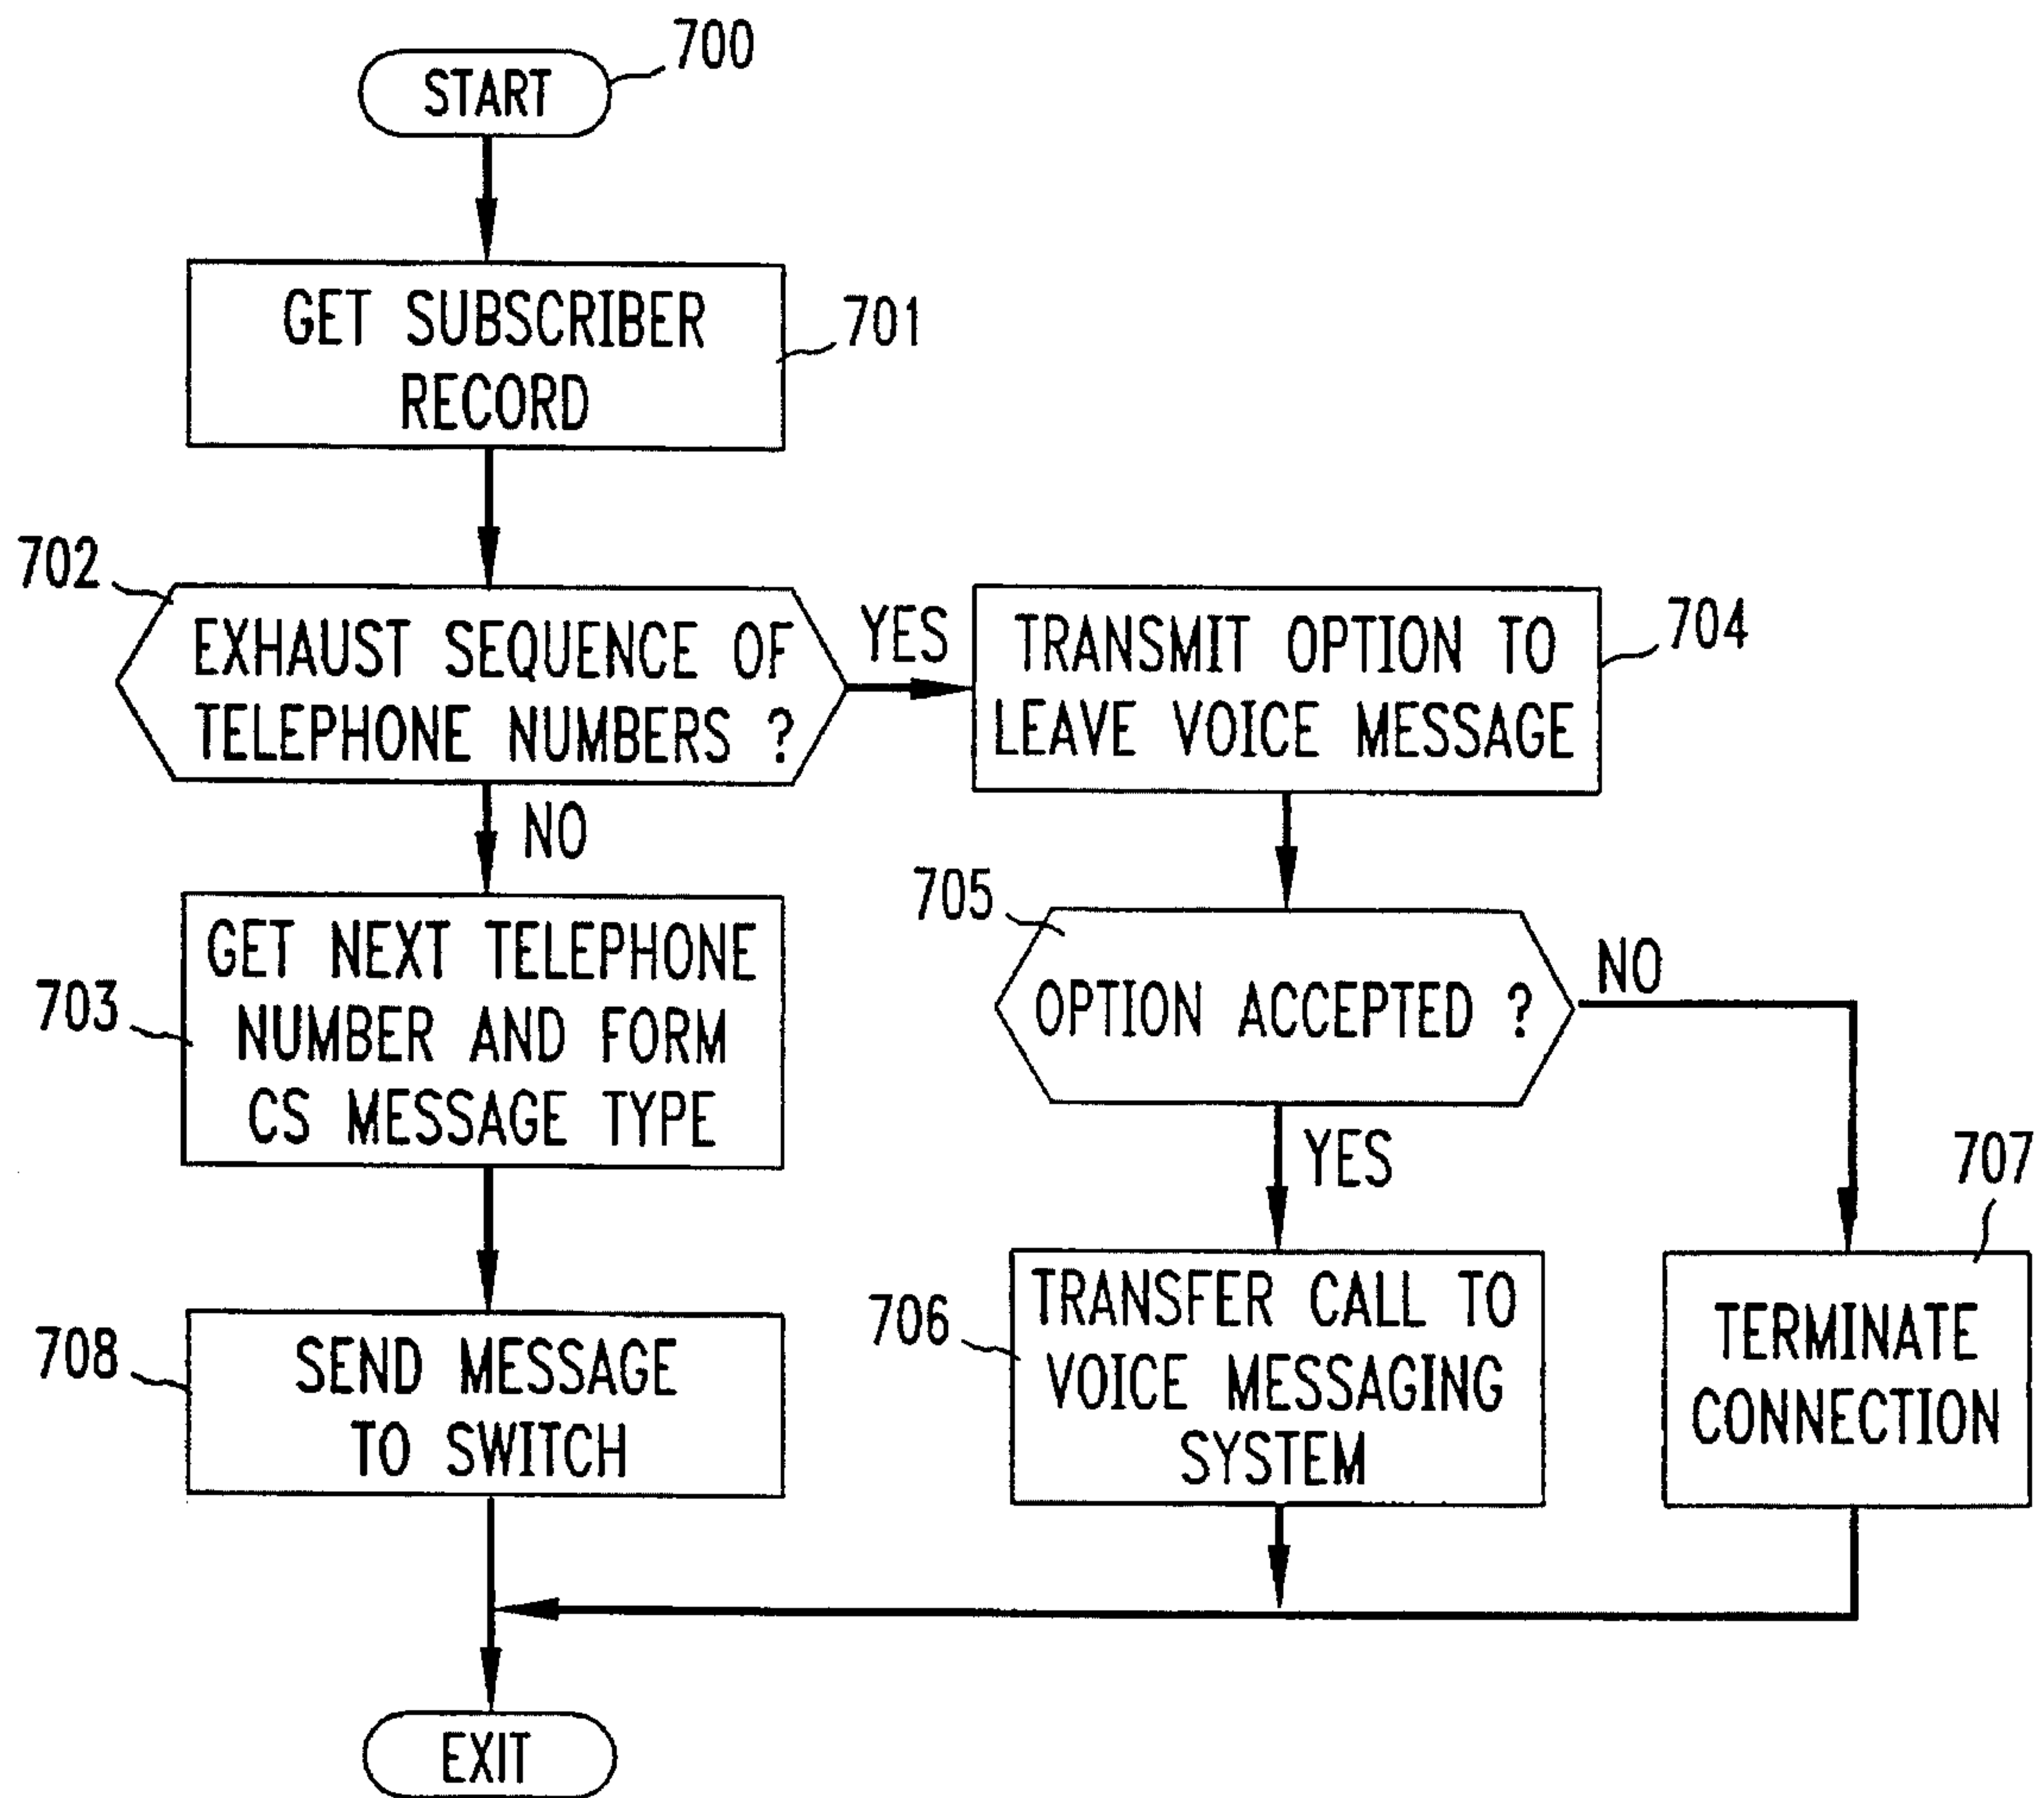 START
700
GET SUBSCRIBER
RECORD
701
702
EXHAUST SEQUENCE OF
TELEPHONE NUMBERS ?
YES
NO
TRANSMIT OPTION TO
LEAVE VOICE MESSAGE
704
703
GET NEXT TELEPHONE
NUMBER AND FORM
CS MESSAGE TYPE
705
OPTION ACCEPTED ?
NO
YES
708
SEND MESSAGE
TO SWITCH
706
TRANSFER CALL TO
VOICE MESSAGING
SYSTEM
707
TERMINATE
CONNECTION
EXIT